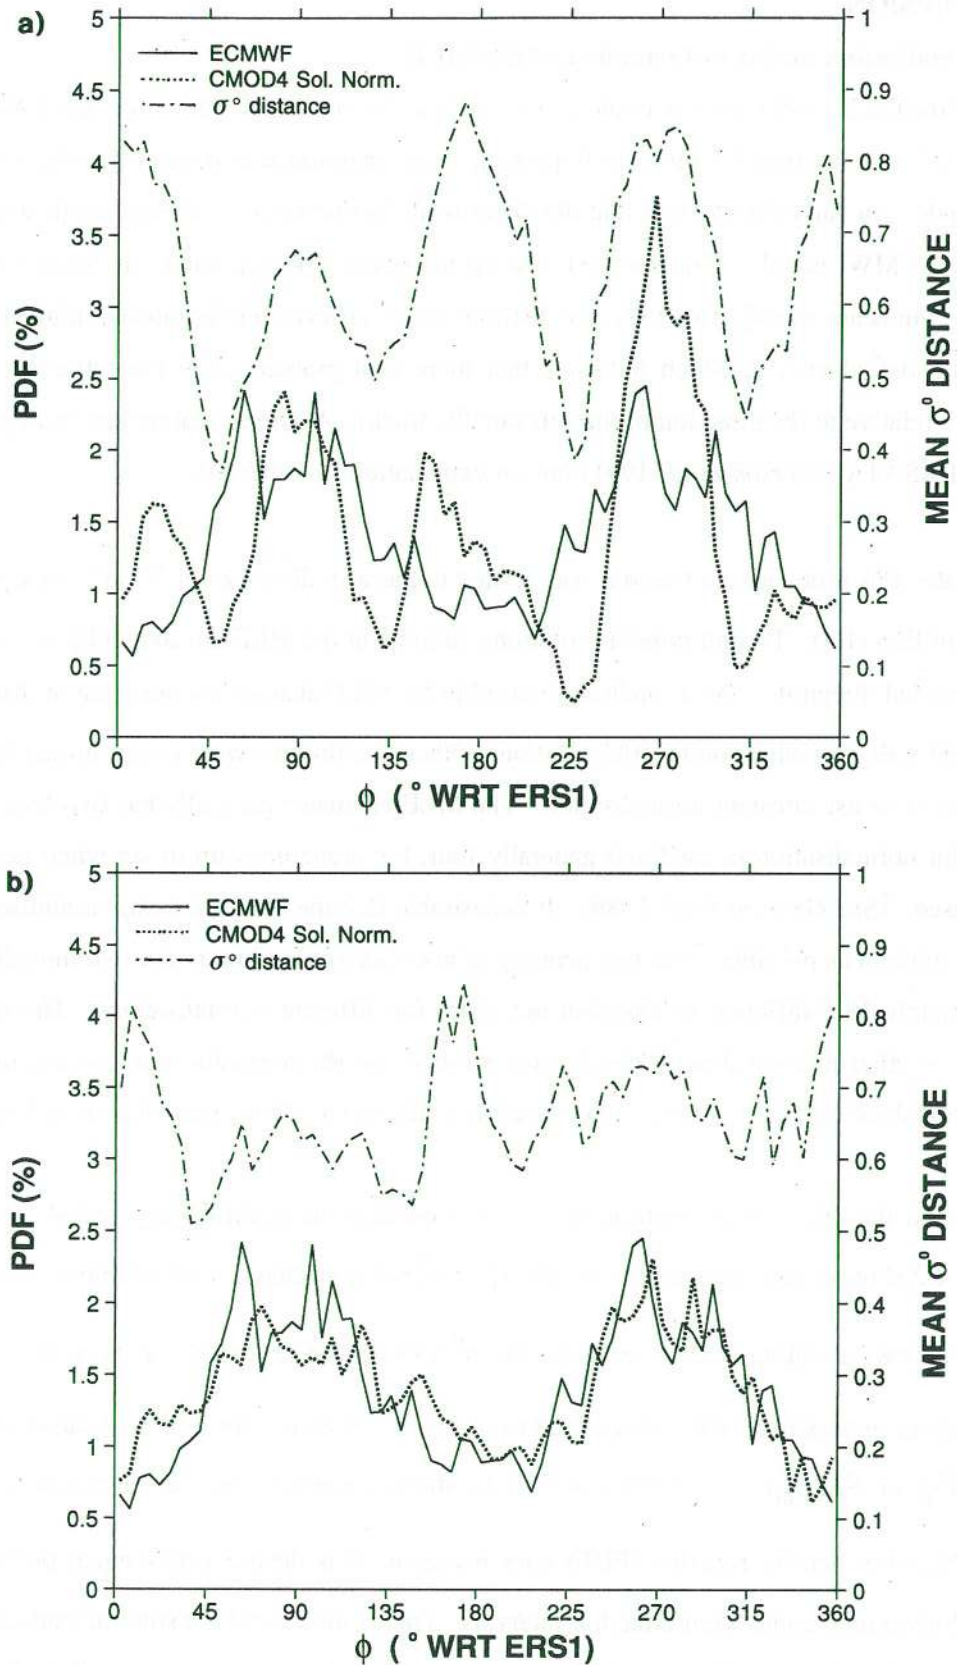 a)
ECMWF
CMOD4 Sol. Norm.
σ° distance
5
4.5
4
3.5
3
2.5
2
1.5
1
0.5
0
1
0.9
0.8
0.7
0.6
0.5
0.4
0.3
0.2
0.1
0
PDF (%)
MEAN σ⁰ DISTANCE
0 45 90 135 180 225 270 315 360
ϕ (° WRT ERS1)
b)
ECMWF
CMOD4 Sol. Norm.
σ° distance
5
4.5
4
3.5
3
2.5
2
1.5
1
0.5
0
1
0.9
0.8
0.7
0.6
0.5
0.4
0.3
0.2
0.1
0
PDF (%)
MEAN σ⁰ DISTANCE
0 45 90 135 180 225 270 315 360
ϕ (° WRT ERS1)